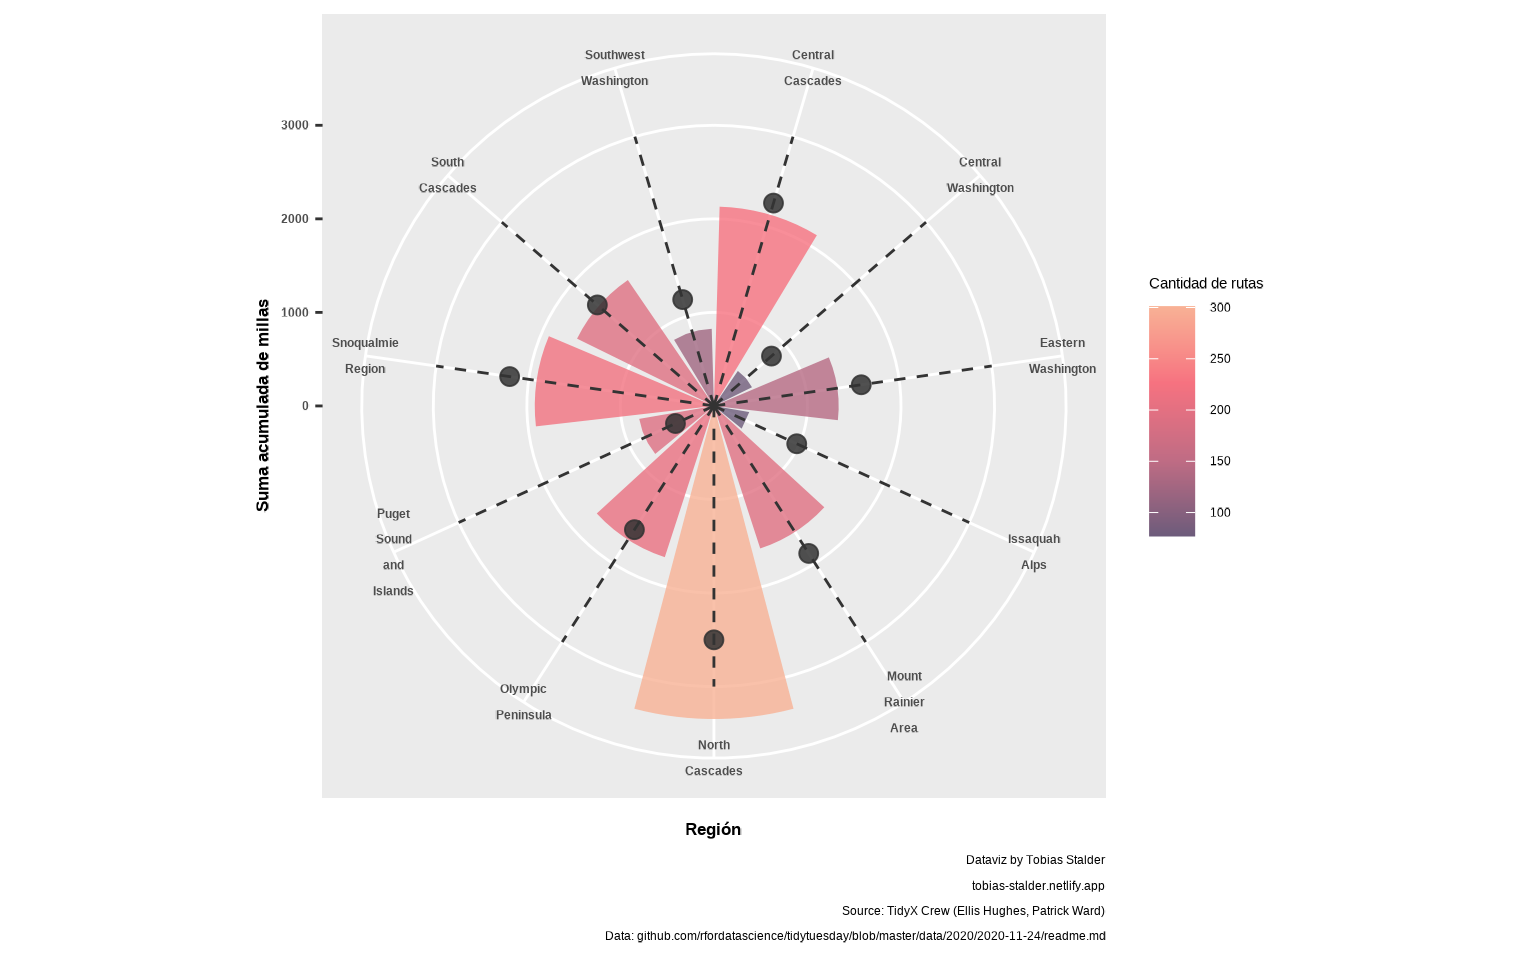 Southwest
Washington
Central
Cascades
3000
South
Cascades
Central
Washington
2000
1000
Snoqualmie
Region
Eastern
Washington
0
Suma acumulada de millas
Puget
Sound
and
Islands
Issaquah
Alps
Olympic
Peninsula
Mount
Rainier
Area
North
Cascades
Región
Cantidad de rutas
300
250
200
150
100
Dataviz by Tobias Stalder
tobias-stalder.netlify.app
Source: TidyX Crew (Ellis Hughes, Patrick Ward)
Data: github.com/rfordatascience/tidytuesday/blob/master/data/2020/2020-11-24/readme.md